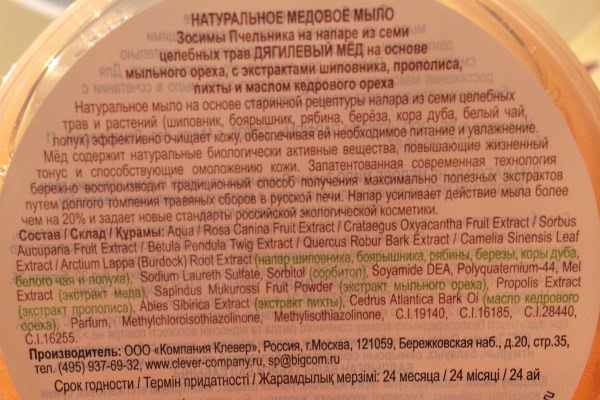 НАТУРАЛЬНОЕ МЕДОВОЕ МЫЛО
Зосимы Пчельника на напаре из семи
целебных трав ДЯГИЛЕВЫЙ МЁД на основе
мыльного ореха, с экстрактами шиповника, прополиса,
пихты и маслом кедрового ореха
Натуральное мыло на основе старинной рецептуры напара из семи целебных
трав и растений (шиповник, боярышник, рябина, берёза, кора дуба, белый чай,
лопух) эффективно очищает кожу, обеспечивая ей необходимое питание и увлажнение.
Мёд содержит натуральные биологически активные вещества, повышающие жизненный
тонус и способствующие омоложению кожи. Запатентованная современная технология
бережно воспроизводит традиционный способ получения максимально полезных экстрактов
путем долгого томления травяных сборов в русской печи. Напар усиливает действие мыла более
чем на 20% и задает новые стандарты российской экологической косметики.
Состав / Склад / Құрамы: Aqua / Rosa Canina Fruit Extract / Crataegus Oxyacantha Fruit Extract / Sorbus
Aucuparia Fruit Extract / Betula Pendula Twig Extract / Quercus Robur Bark Extract / Camelia Sinensis Leaf
Extract / Arctium Lappa (Burdock) Root Extract (напар шиповника, боярышника, рябины, березы, коры дуба,
белого чая и лопуха), Sodium Laureth Sulfate, Sorbitol (сорбитол), Soyamide DEA, Polyquaternium-44, Mel
Extract (экстракт меда), Sapindus Mukurossi Fruit Powder (экстракт мыльного ореха), Propolis Extract
(экстракт прополиса), Abies Sibirica Extract (экстракт пихты), Cedrus Atlantica Bark Oi (масло кедрового
ореха), Parfum, Methylchloroisothiazolinone, Methylisothiazolinone, C.I.19140, C.I.16185, C.I.28440,
C.I.16255.
Производитель: ООО «Компания Клевер», Россия, г.Москва, 121059, Бережковская наб., д.20, стр.35,
тел. (495) 937-69-32, www.clever-company.ru, sp@bigcom.ru
Срок годности / Термін придатності / Жарамдылық мерзімі: 24 месяца / 24 місяці / 24 ай